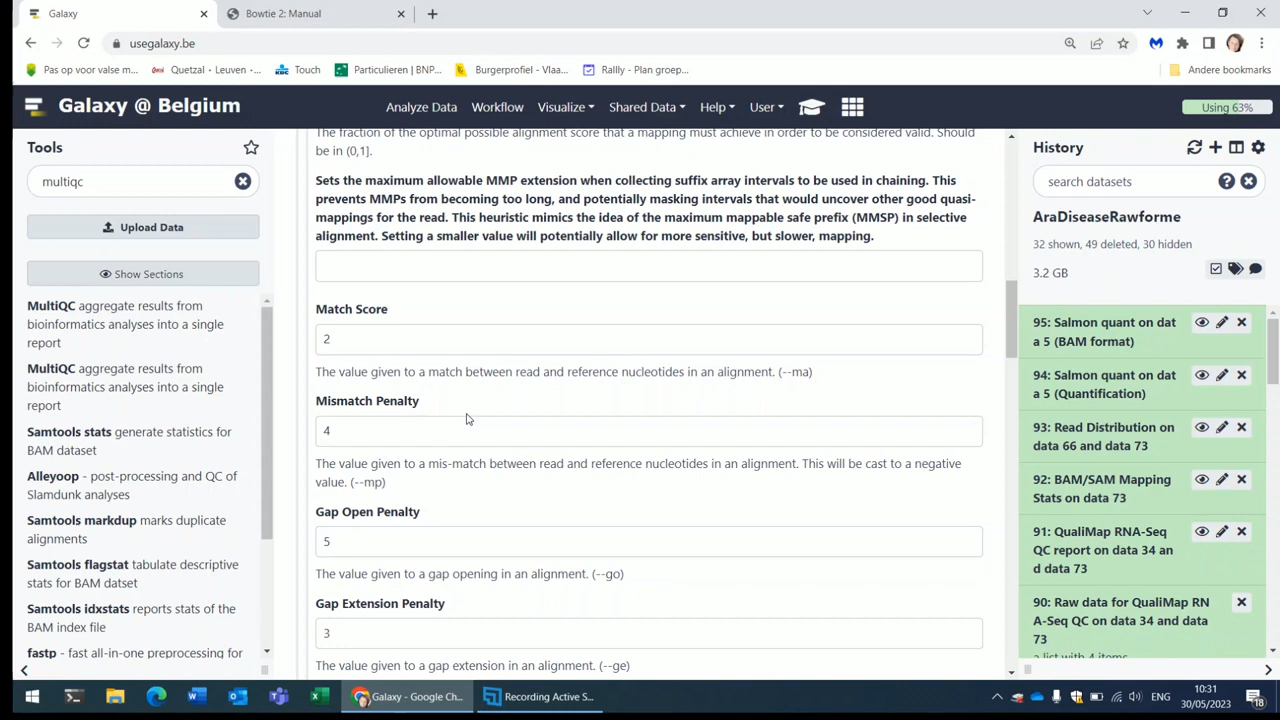 Galaxy
Bowtie 2: Manual
usegalaxy.be
Pas op voor valse m...
Quetzal - Leuven - ...
Touch
Particulieren | BNP...
Burgerprofiel - Vlaa...
Rallly - Plan groep...
Andere bookmarks
Galaxy @ Belgium
Analyze Data
Workflow
Visualize
Shared Data
Help
User
Using 63%
Tools
multiqc
Upload Data
Show Sections
MultiQC aggregate results from
bioinformatics analyses into a single
report
MultiQC aggregate results from
bioinformatics analyses into a single
report
Samtools stats generate statistics for
BAM dataset
Alleyoop - post-processing and QC of
Slamdunk analyses
Samtools markdup marks duplicate
alignments
Samtools flagstat tabulate descriptive
stats for BAM datset
Samtools idxstats reports stats of the
BAM index file
fastp - fast all-in-one preprocessing for
The fraction of the optimal possible alignment score that a mapping must achieve in order to be considered valid. Should
be in (0,1].
Sets the maximum allowable MMP extension when collecting suffix array intervals to be used in chaining. This
prevents MMPs from becoming too long, and potentially masking intervals that would uncover other good quasi-
mappings for the read. This heuristic mimics the idea of the maximum mappable safe prefix (MMSP) in selective
alignment. Setting a smaller value will potentially allow for more sensitive, but slower, mapping.
Match Score
2
The value given to a match between read and reference nucleotides in an alignment. (--ma)
Mismatch Penalty
4
The value given to a mis-match between read and reference nucleotides in an alignment. This will be cast to a negative
value. (--mp)
Gap Open Penalty
5
The value given to a gap opening in an alignment. (--go)
Gap Extension Penalty
3
The value given to a gap extension in an alignment. (--ge)
History
search datasets
AraDiseaseRawforme
32 shown, 49 deleted, 30 hidden
3.2 GB
95: Salmon quant on dat
a 5 (BAM format)
94: Salmon quant on dat
a 5 (Quantification)
93: Read Distribution on
data 66 and data 73
92: BAM/SAM Mapping
Stats on data 73
91: QualiMap RNA-Seq
QC report on data 34 an
d data 73
90: Raw data for QualiMap RN
A-Seq QC on data 34 and data
73
a list with 4 items
Galaxy - Google Ch...
Recording Active S...
ENG
10:31
30/05/2023
18